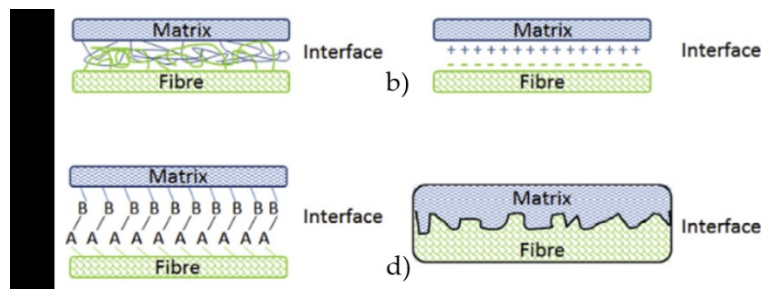 Matrix
Interface
Fibre
b)
Matrix
+ + + + + + + + + + + + + +
- - - - - - - - - - - - - -
Interface
Fibre
Matrix
B B B B B B B B B
Interface
A A A A A A A A A
Fibre
d)
Matrix
Interface
Fibre